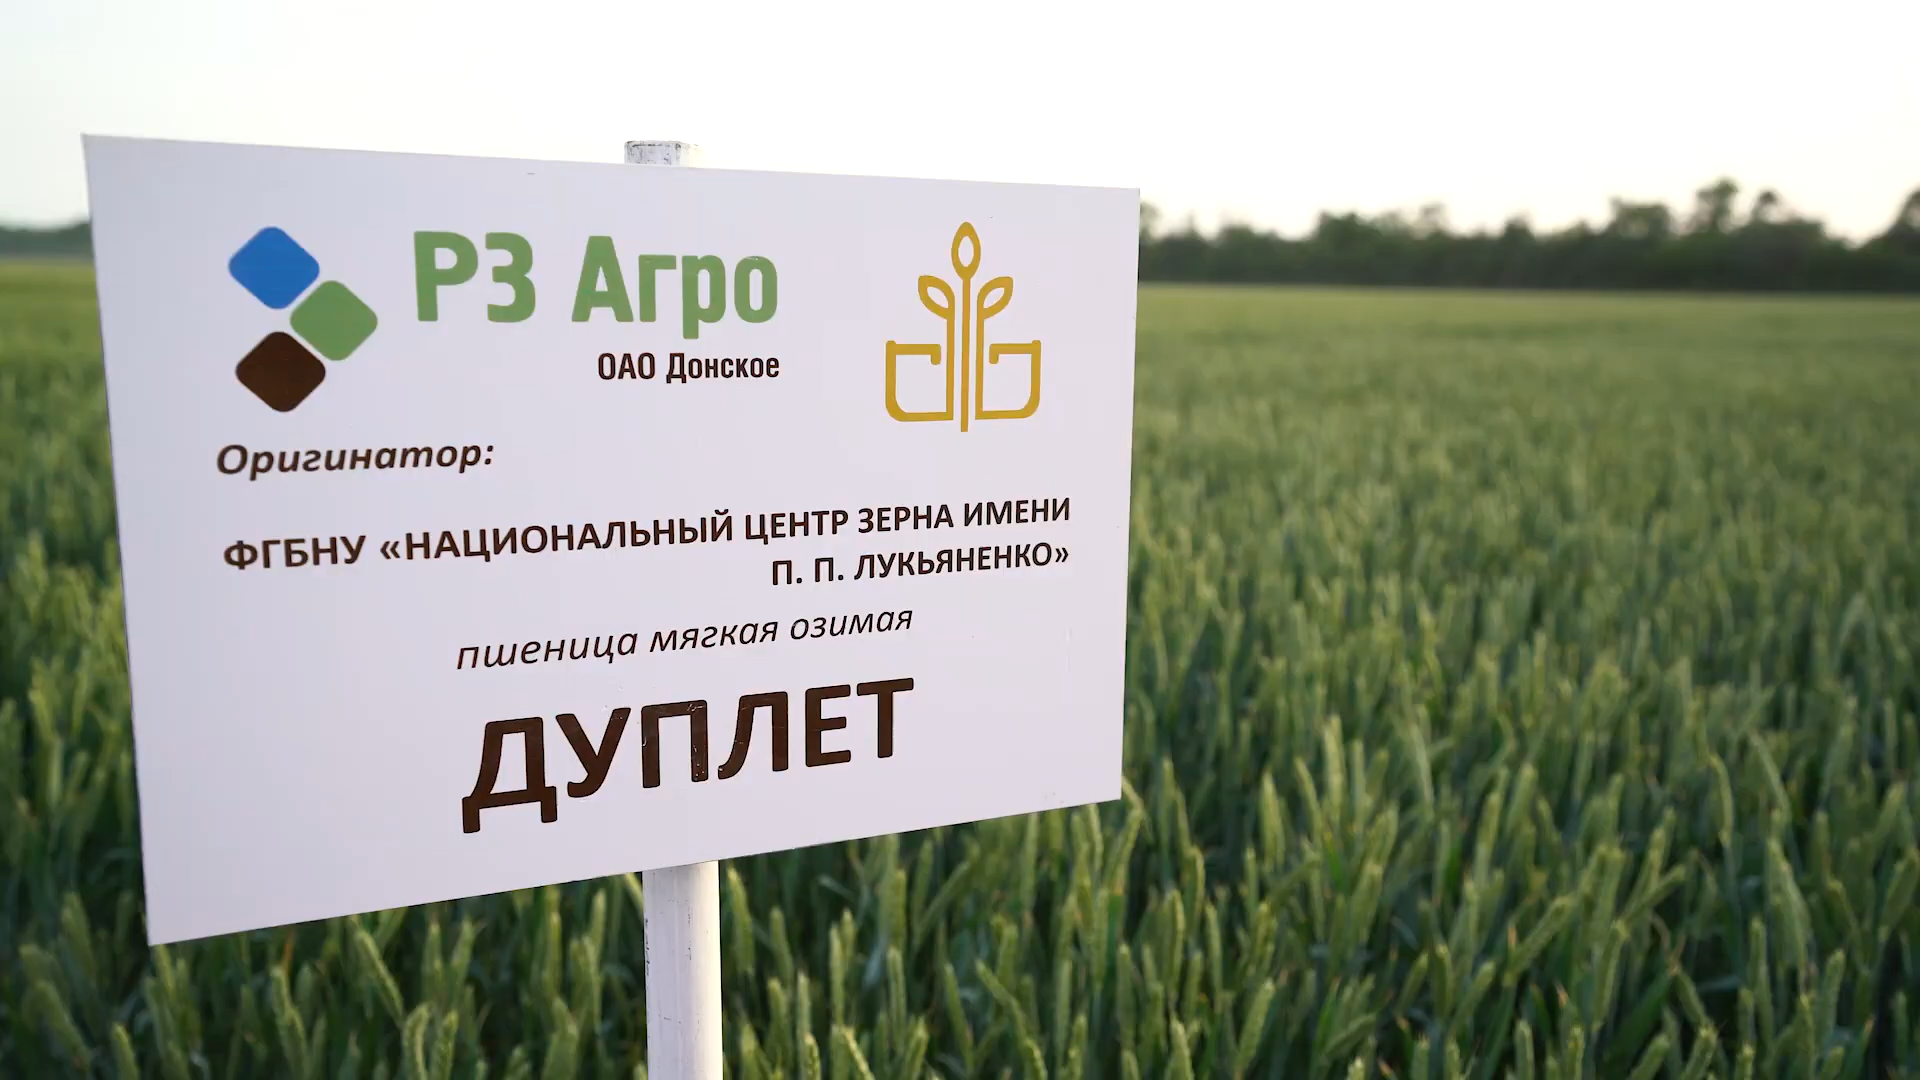 РЗ Агро
ОАО Донское
Оригинатор:
ФГБНУ «НАЦИОНАЛЬНЫЙ ЦЕНТР ЗЕРНА ИМЕНИ
П. П. ЛУКЬЯНЕНКО»
пшеница мягкая озимая
ДУПЛЕТ